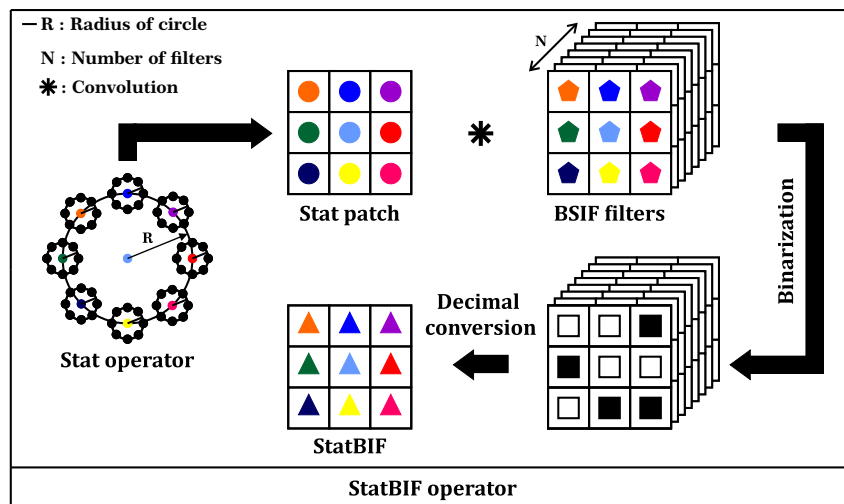 R : Radius of circle
N : Number of filters
✳ : Convolution
N
Stat patch
BSIF filters
R
Stat operator
Binarization
Decimal
conversion
StatBIF
StatBIF operator